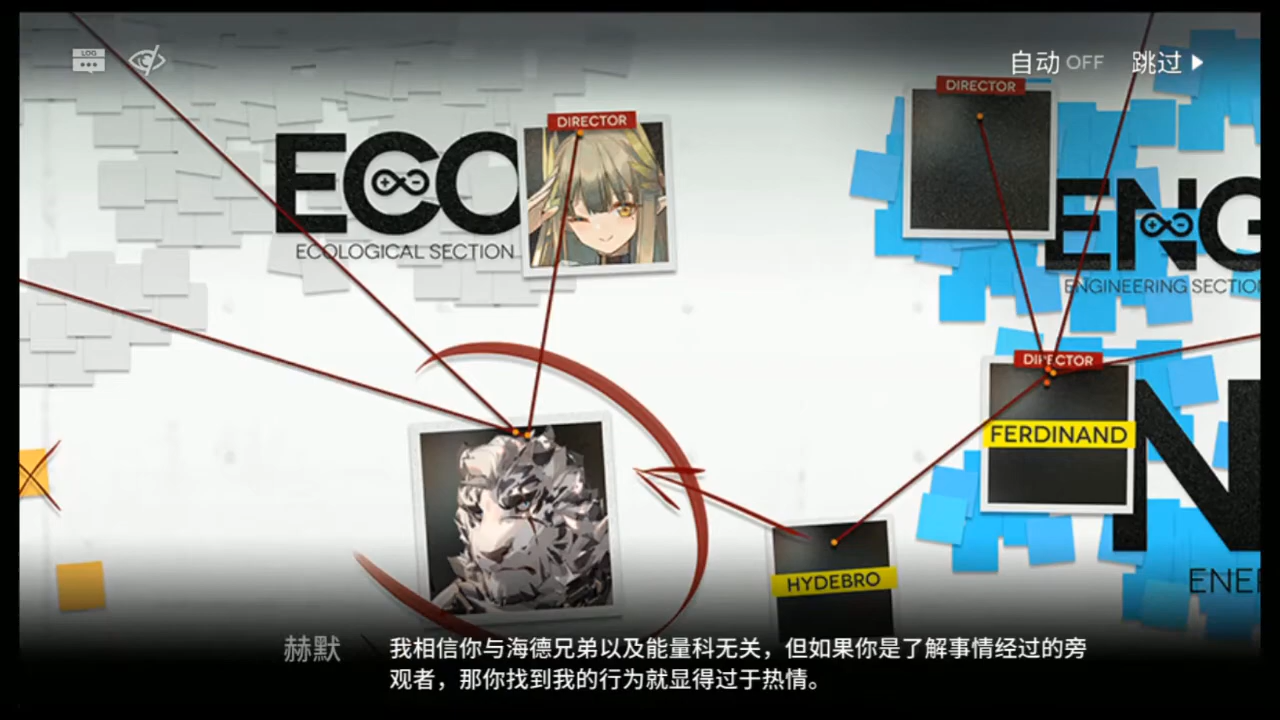 LOG
自动 OFF 跳过
DIRECTOR
DIRECTOR
ECO
ECOLOGICAL SECTION
ENG
ENGINEERING SECTION
DIRECTOR
FERDINAND
N
HYDEBRO
ENE
赫默 我相信你与海德兄弟以及能量科无关，但如果你是了解事情经过的旁
观者，那你找到我的行为就显得过于热情。